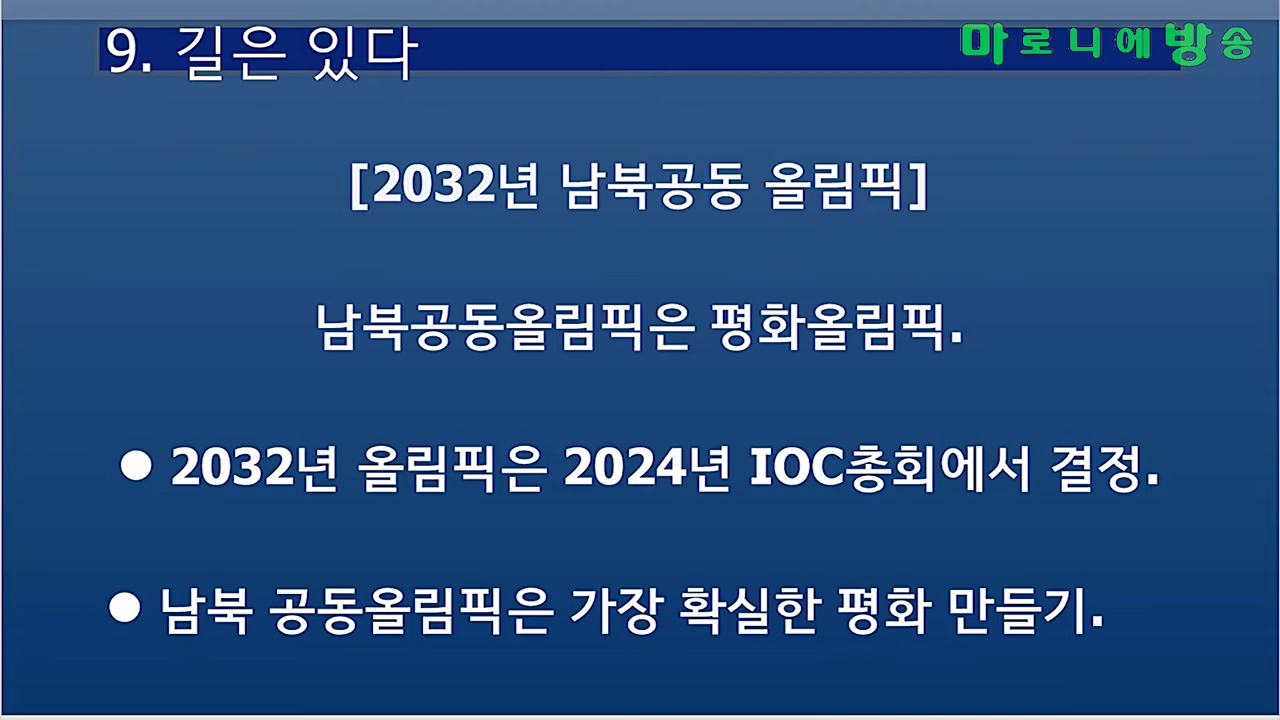 9. 길은 있다
마로니에방송
[2032년 남북공동 올림픽]
남북공동올림픽은 평화올림픽.
● 2032년 올림픽은 2024년 IOC총회에서 결정.
● 남북 공동올림픽은 가장 확실한 평화 만들기.